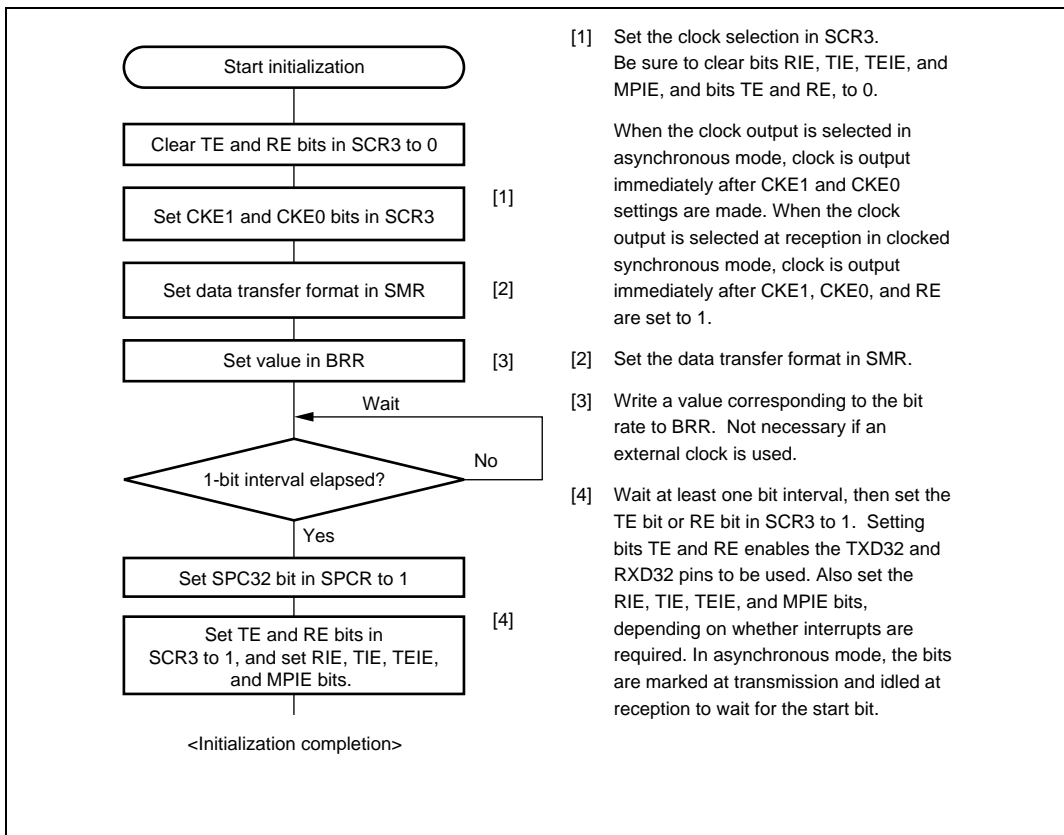 Start initialization
Clear TE and RE bits in SCR3 to 0
Set CKE1 and CKE0 bits in SCR3
[1]
Set data transfer format in SMR
[2]
Set value in BRR
[3]
Wait
1-bit interval elapsed?
No
Yes
Set SPC32 bit in SPCR to 1
Set TE and RE bits in
SCR3 to 1, and set RIE, TIE, TEIE,
and MPIE bits.
[4]
<Initialization completion>
[1] Set the clock selection in SCR3.
Be sure to clear bits RIE, TIE, TEIE, and
MPIE, and bits TE and RE, to 0.
When the clock output is selected in
asynchronous mode, clock is output
immediately after CKE1 and CKE0
settings are made. When the clock
output is selected at reception in clocked
synchronous mode, clock is output
immediately after CKE1, CKE0, and RE
are set to 1.
[2] Set the data transfer format in SMR.
[3] Write a value corresponding to the bit
rate to BRR. Not necessary if an
external clock is used.
[4] Wait at least one bit interval, then set the
TE bit or RE bit in SCR3 to 1. Setting
bits TE and RE enables the TXD32 and
RXD32 pins to be used. Also set the
RIE, TIE, TEIE, and MPIE bits,
depending on whether interrupts are
required. In asynchronous mode, the bits
are marked at transmission and idled at
reception to wait for the start bit.